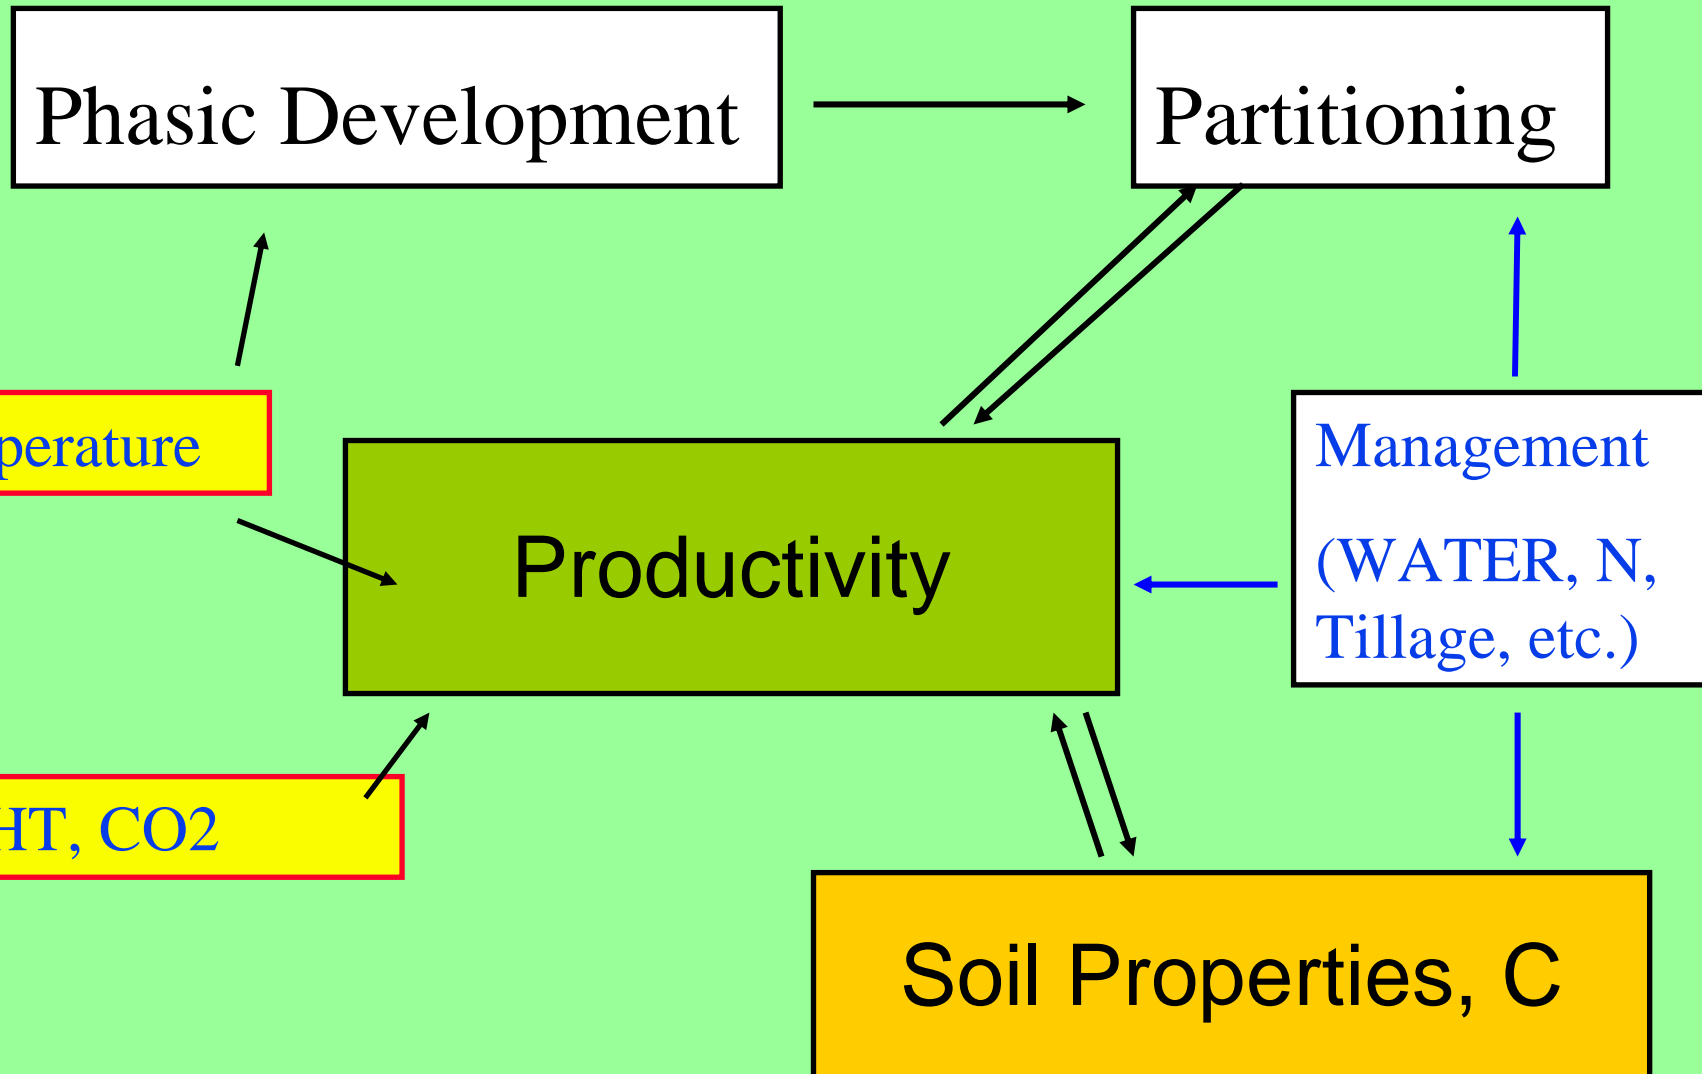 Phasic Development
Partitioning
perature
Management
(WATER, N,
Tillage, etc.)
Productivity
HT, CO2
Soil Properties, C